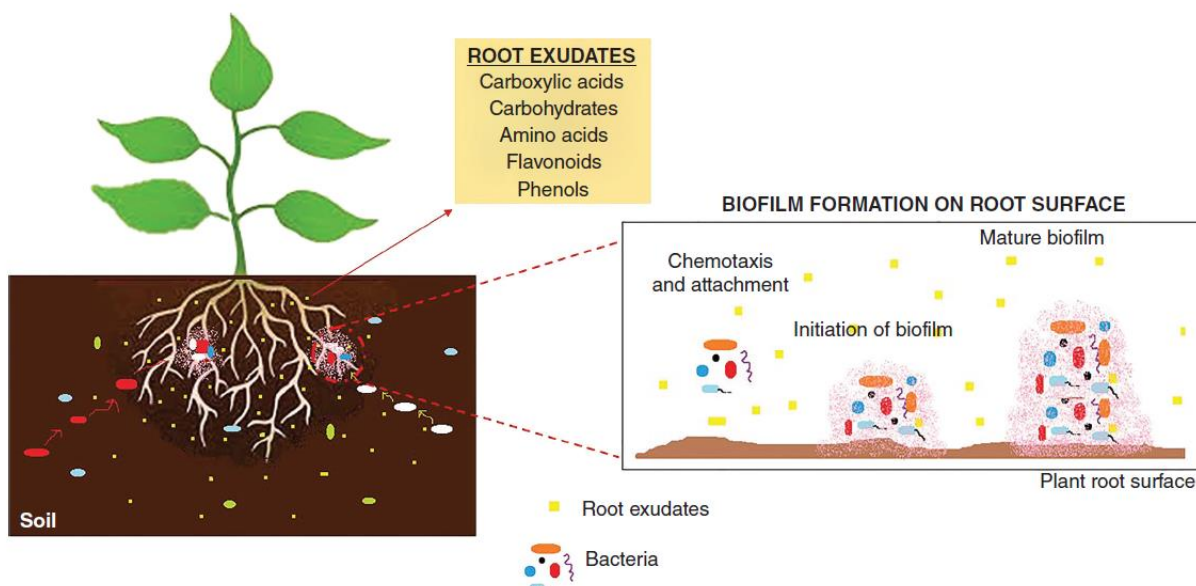 ROOT EXUDATES
Carboxylic acids
Carbohydrates
Amino acids
Flavonoids
Phenols
BIOFILM FORMATION ON ROOT SURFACE
Mature biofilm
Chemotaxis
and attachment
Initiation of biofilm
Plant root surface
Soil
Root exudates
Bacteria